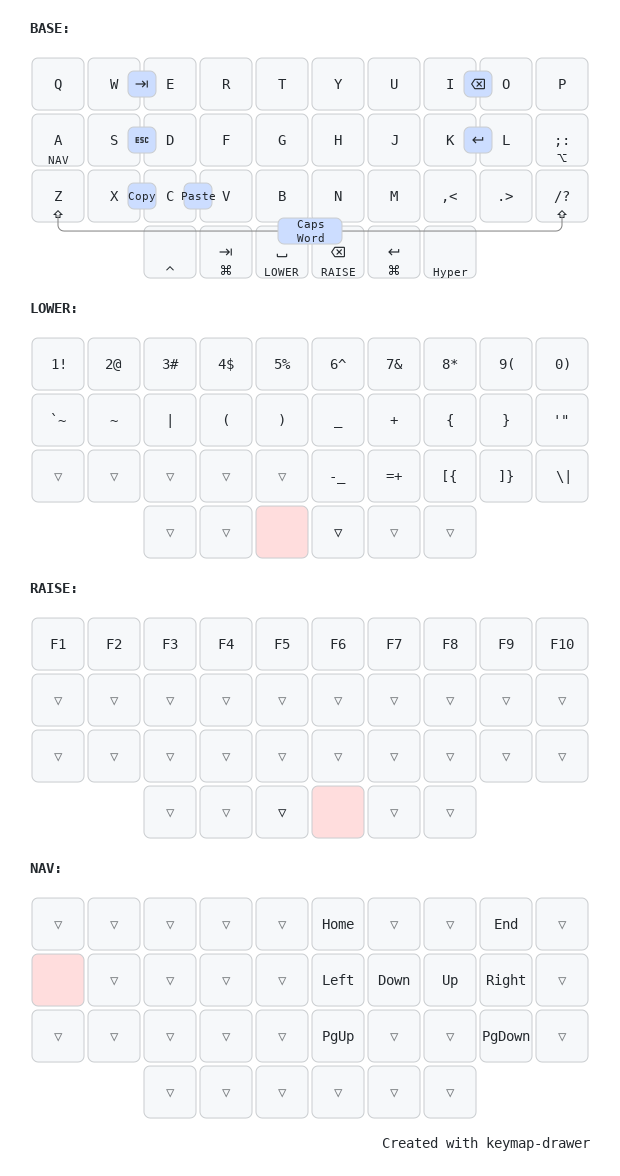 BASE:
Q W ⇥ E R T Y U I ⌫ O P
A S ESC D F G H J K ↵ L ;:
NAV ⌥
Z X Copy C Paste V B N M ,< .> /?
⇧ ⇧
Caps
Word
⇥ ⎵ ⌫ ↵
^ ⌘ LOWER RAISE ⌘ Hyper
LOWER:
1! 2@ 3# 4$ 5% 6^ 7& 8* 9( 0)
`~ ~ | ( ) _ + { } '"
▽ ▽ ▽ ▽ ▽ -_ =+ [{ ]} \|
▽ ▽ ▽ ▽ ▽
RAISE:
F1 F2 F3 F4 F5 F6 F7 F8 F9 F10
▽ ▽ ▽ ▽ ▽ ▽ ▽ ▽ ▽ ▽
▽ ▽ ▽ ▽ ▽ ▽ ▽ ▽ ▽ ▽
▽ ▽ ▽ ▽ ▽
NAV:
▽ ▽ ▽ ▽ ▽ Home ▽ ▽ End ▽
▽ ▽ ▽ ▽ Left Down Up Right ▽
▽ ▽ ▽ ▽ ▽ PgUp ▽ ▽ PgDown ▽
▽ ▽ ▽ ▽ ▽ ▽
Created with keymap-drawer